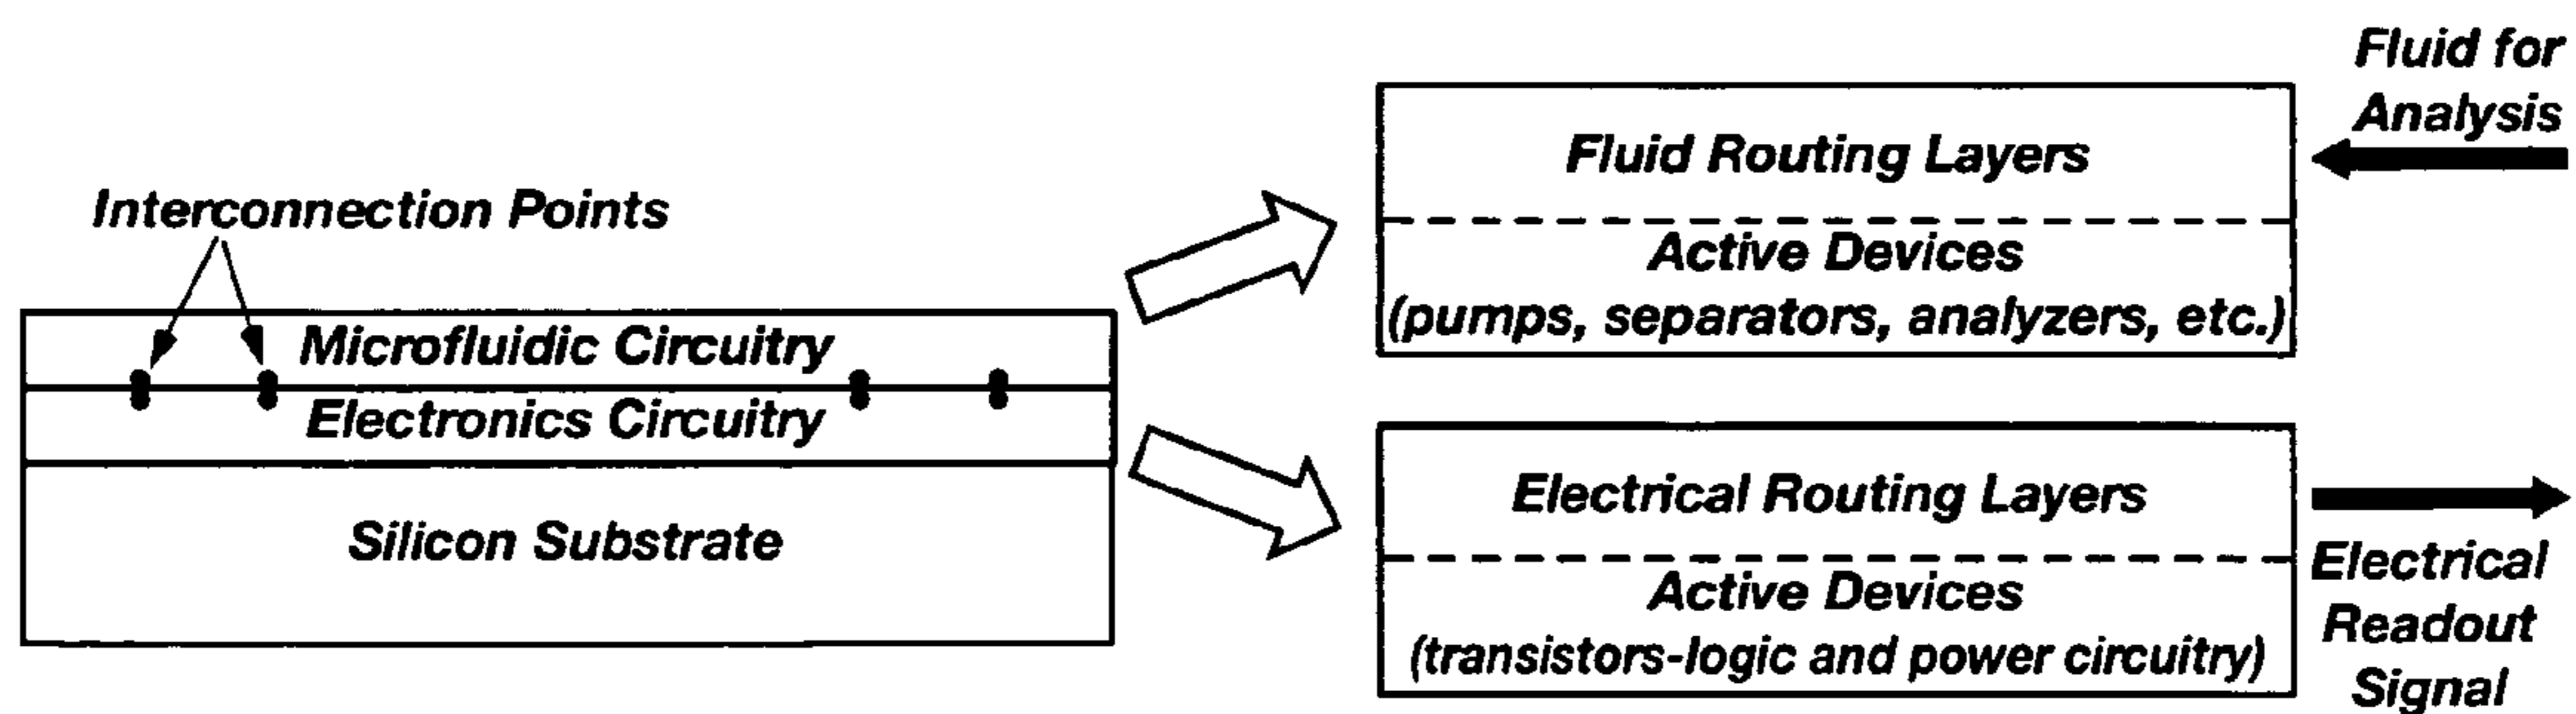 Interconnection Points
Microfluidic Circuitry
Electronics Circuitry
Silicon Substrate
Fluid Routing Layers
Active Devices
(pumps, separators, analyzers, etc.)
Fluid for
Analysis
Electrical Routing Layers
Active Devices
(transistors-logic and power circuitry)
Electrical
Readout
Signal